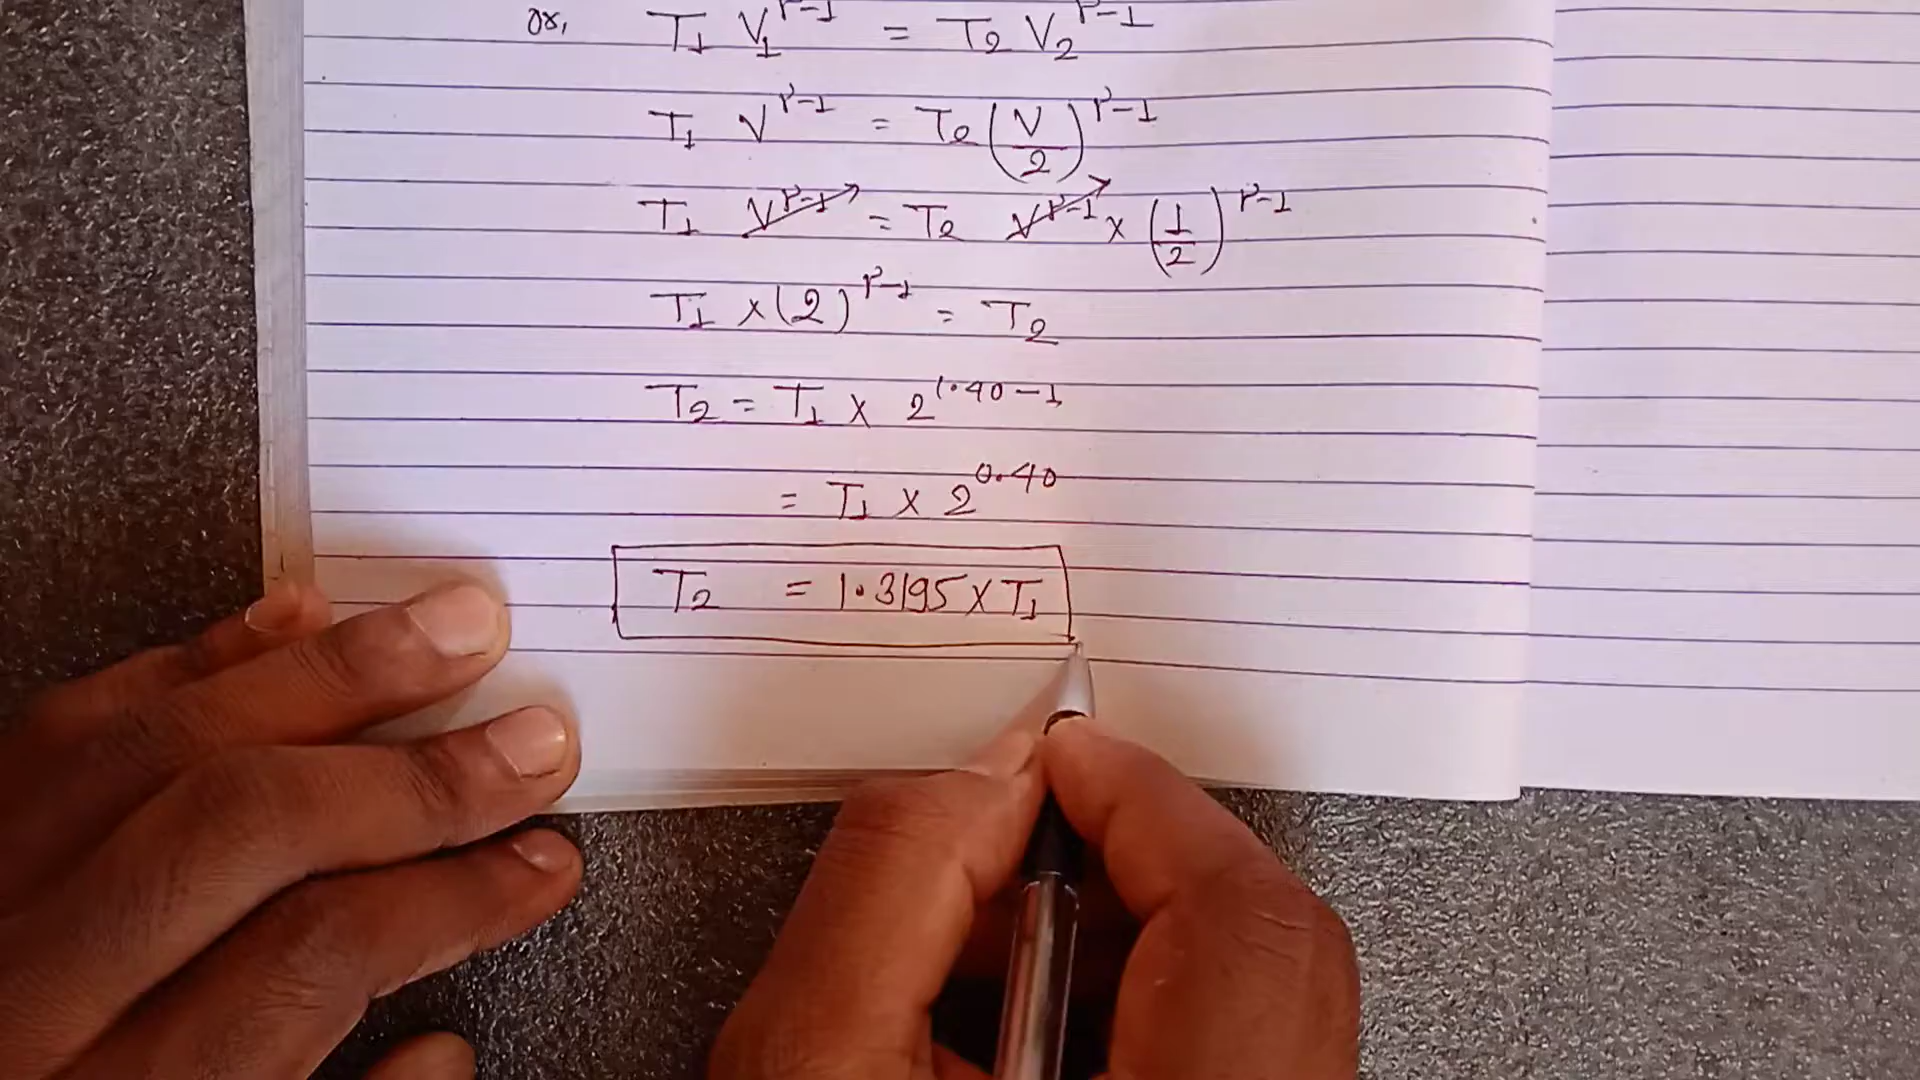 or, T₁ V₁^γ-1 = T₂ V₂^γ-1
T₁ V^γ-1 = T₂ (V/2)^γ-1
T₁ V^γ-1 = T₂ V^γ-1 × (1/2)^γ-1
T₁ × (2)^γ-1 = T₂
T₂ = T₁ × 2^1.40-1
= T₁ × 2^0.40
T₂ = 1.3195 × T₁